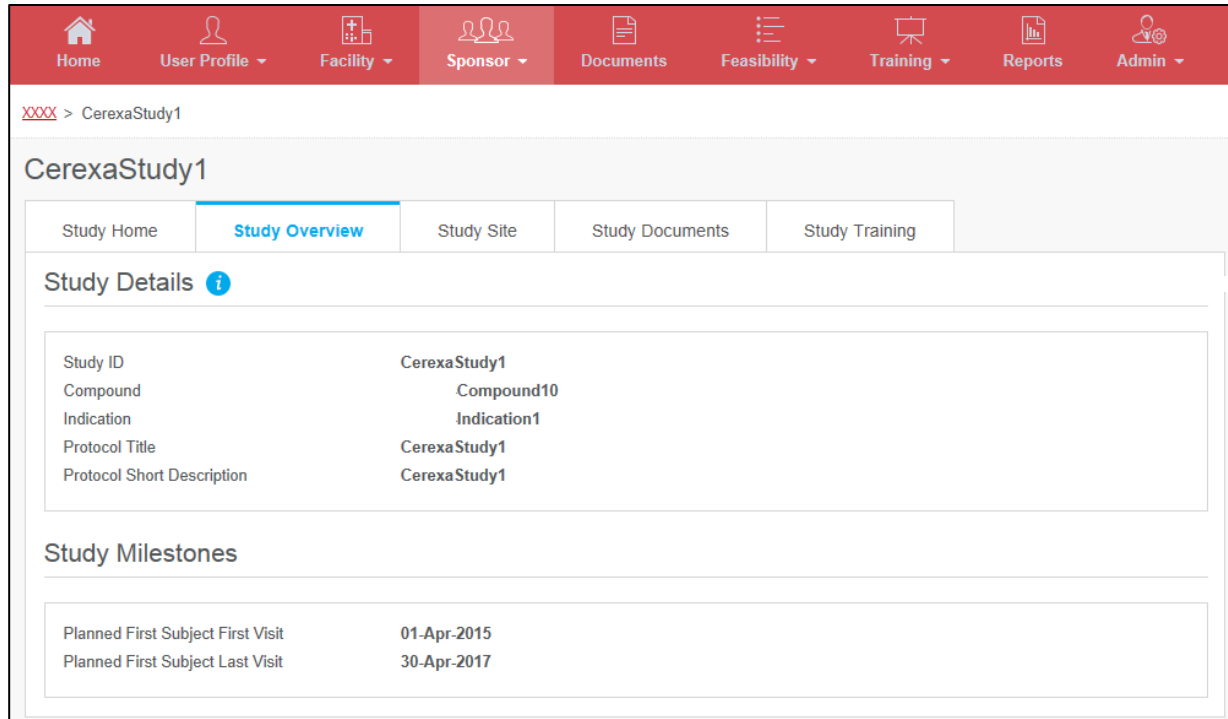 Home User Profile Facility Sponsor Documents Feasibility Training Reports Admin
XXXX > CerexaStudy1
CerexaStudy1
Study Home Study Overview Study Site Study Documents Study Training
Study Details i
Study ID CerexaStudy1
Compound Compound10
Indication Indication1
Protocol Title CerexaStudy1
Protocol Short Description CerexaStudy1
Study Milestones
Planned First Subject First Visit 01-Apr-2015
Planned First Subject Last Visit 30-Apr-2017